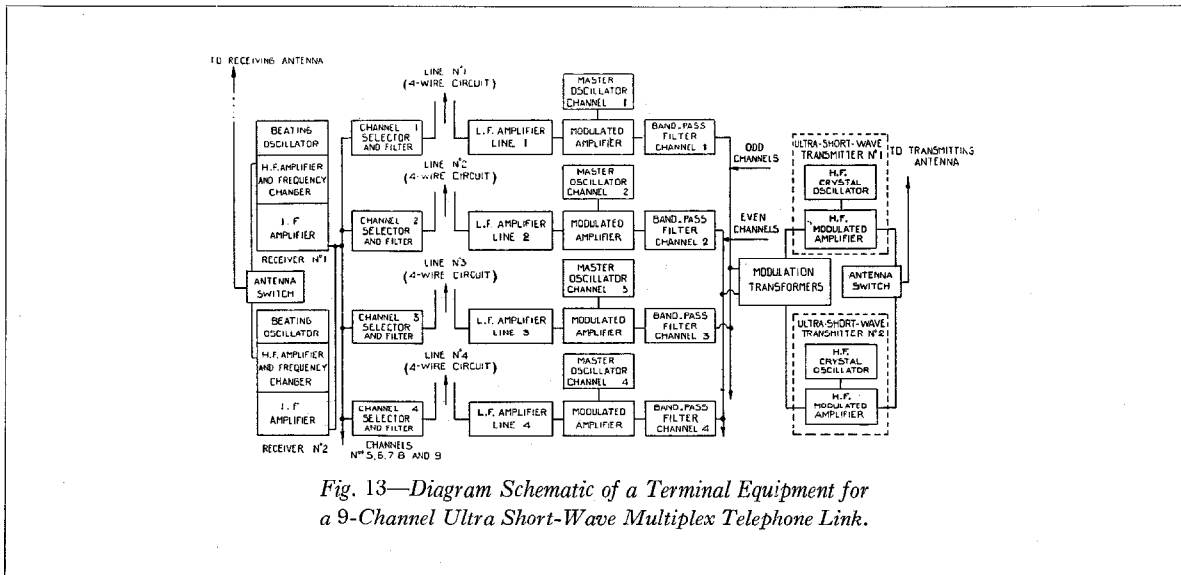 TO RECEIVING ANTENNA
BEATING
OSCILLATOR
H.F. AMPLIFIER
AND FREQUENCY
CHANGER
I.F
AMPLIFIER
RECEIVER N°1
ANTENNA
SWITCH
BEATING
OSCILLATOR
H.F. AMPLIFIER
AND FREQUENCY
CHANGER
I.F
AMPLIFIER
RECEIVER N°2
CHANNEL 1
SELECTOR
AND FILTER
LINE N°1
(4-WIRE CIRCUIT)
L.F. AMPLIFIER
LINE 1
MASTER
OSCILLATOR
CHANNEL 1
MODULATED
AMPLIFIER
BAND-PASS
FILTER
CHANNEL 1
CHANNEL 2
SELECTOR
AND FILTER
LINE N°2
(4-WIRE CIRCUIT)
L.F. AMPLIFIER
LINE 2
MASTER
OSCILLATOR
CHANNEL 2
MODULATED
AMPLIFIER
BAND-PASS
FILTER
CHANNEL 2
CHANNEL 3
SELECTOR
AND FILTER
LINE N°3
(4-WIRE CIRCUIT)
L.F. AMPLIFIER
LINE 3
MASTER
OSCILLATOR
CHANNEL 3
MODULATED
AMPLIFIER
BAND-PASS
FILTER
CHANNEL 3
CHANNEL 4
SELECTOR
AND FILTER
LINE N°4
(4-WIRE CIRCUIT)
L.F. AMPLIFIER
LINE 4
MASTER
OSCILLATOR
CHANNEL 4
MODULATED
AMPLIFIER
BAND-PASS
FILTER
CHANNEL 4
CHANNELS
Nos 5,6,7 8 AND 9
ODD
CHANNELS
EVEN
CHANNELS
MODULATION
TRANSFORMERS
ULTRA-SHORT-WAVE
TRANSMITTER N°1
H.F.
CRYSTAL
OSCILLATOR
H.F.
MODULATED
AMPLIFIER
TO TRANSMITTING
ANTENNA
ANTENNA
SWITCH
ULTRA-SHORT-WAVE
TRANSMITTER N°2
H.F.
CRYSTAL
OSCILLATOR
H.F.
MODULATED
AMPLIFIER
Fig. 13—Diagram Schematic of a Terminal Equipment for
a 9-Channel Ultra Short-Wave Multiplex Telephone Link.